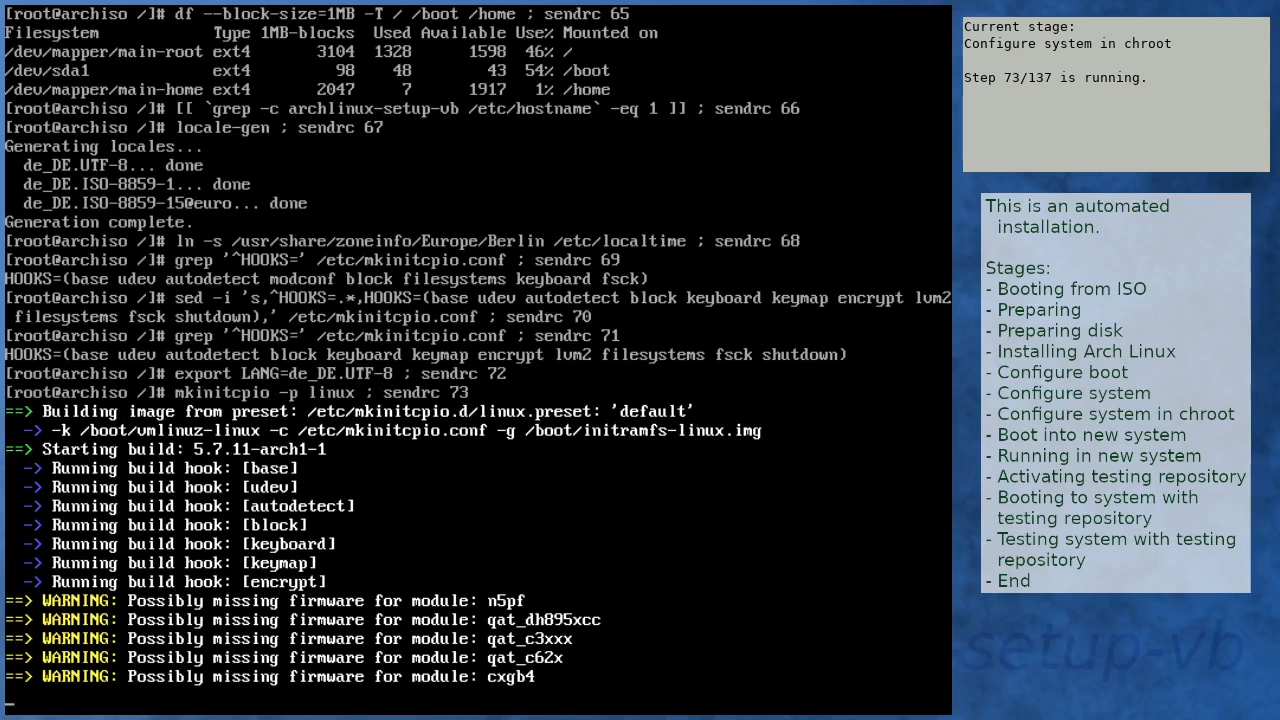 [root@archiso /]# df --block-size=1MB -T / /boot /home ; sendrc 65
Filesystem            Type 1MB-blocks  Used Available Use% Mounted on
/dev/mapper/main-root ext4       3104  1328      1598  46% /
/dev/sda1             ext4         98    48        43  54% /boot
/dev/mapper/main-home ext4       2047     7      1917   1% /home
[root@archiso /]# [[ `grep -c archlinux-setup-vb /etc/hostname` -eq 1 ]] ; sendrc 66
[root@archiso /]# locale-gen ; sendrc 67
Generating locales...
  de_DE.UTF-8... done
  de_DE.ISO-8859-1... done
  de_DE.ISO-8859-15@euro... done
Generation complete.
[root@archiso /]# ln -s /usr/share/zoneinfo/Europe/Berlin /etc/localtime ; sendrc 68
[root@archiso /]# grep '^HOOKS=' /etc/mkinitcpio.conf ; sendrc 69
HOOKS=(base udev autodetect modconf block filesystems keyboard fsck)
[root@archiso /]# sed -i 's,^HOOKS=.*,HOOKS=(base udev autodetect block keyboard keymap encrypt lvm2
 filesystems fsck shutdown),' /etc/mkinitcpio.conf ; sendrc 70
[root@archiso /]# grep '^HOOKS=' /etc/mkinitcpio.conf ; sendrc 71
HOOKS=(base udev autodetect block keyboard keymap encrypt lvm2 filesystems fsck shutdown)
[root@archiso /]# export LANG=de_DE.UTF-8 ; sendrc 72
[root@archiso /]# mkinitcpio -p linux ; sendrc 73
==> Building image from preset: /etc/mkinitcpio.d/linux.preset: 'default'
  -> -k /boot/vmlinuz-linux -c /etc/mkinitcpio.conf -g /boot/initramfs-linux.img
==> Starting build: 5.7.11-arch1-1
  -> Running build hook: [base]
  -> Running build hook: [udev]
  -> Running build hook: [autodetect]
  -> Running build hook: [block]
  -> Running build hook: [keyboard]
  -> Running build hook: [keymap]
  -> Running build hook: [encrypt]
==> WARNING: Possibly missing firmware for module: n5pf
==> WARNING: Possibly missing firmware for module: qat_dh895xcc
==> WARNING: Possibly missing firmware for module: qat_c3xxx
==> WARNING: Possibly missing firmware for module: qat_c62x
==> WARNING: Possibly missing firmware for module: cxgb4
_
Current stage:
Configure system in chroot
Step 73/137 is running.
This is an automated
installation.
Stages:
- Booting from ISO
- Preparing
- Preparing disk
- Installing Arch Linux
- Configure boot
- Configure system
- Configure system in chroot
- Boot into new system
- Running in new system
- Activating testing repository
- Booting to system with
testing repository
- Testing system with testing
repository
- End
setup-vb